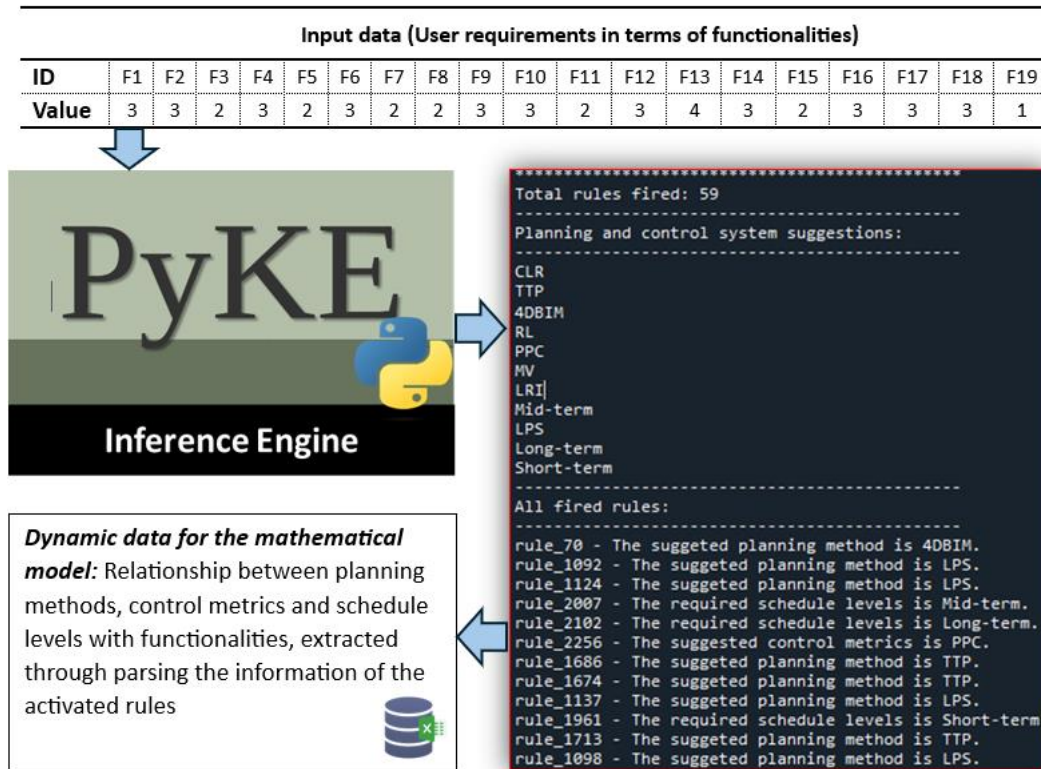 Input data (User requirements in terms of functionalities)
ID F1 F2 F3 F4 F5 F6 F7 F8 F9 F10 F11 F12 F13 F14 F15 F16 F17 F18 F19
Value 3 3 2 3 2 3 2 2 3 3 2 3 4 3 2 3 3 3 1
PyKE
Inference Engine
**********************************************
Total rules fired: 59
----------------------------------------------
Planning and control system suggestions:
----------------------------------------------
CLR
TTP
4DBIM
RL
PPC
MV
LRI
Mid-term
LPS
Long-term
Short-term
----------------------------------------------
All fired rules:
----------------------------------------------
rule_70 - The suggeted planning method is 4DBIM.
rule_1092 - The suggeted planning method is LPS.
rule_1124 - The suggeted planning method is LPS.
rule_2007 - The required schedule levels is Mid-term.
rule_2102 - The required schedule levels is Long-term.
rule_2256 - The suggested control metrics is PPC.
rule_1686 - The suggeted planning method is TTP.
rule_1674 - The suggeted planning method is TTP.
rule_1137 - The suggeted planning method is LPS.
rule_1961 - The required schedule levels is Short-term
rule_1713 - The suggeted planning method is TTP.
rule_1098 - The suggeted planning method is LPS.
Dynamic data for the mathematical
model: Relationship between planning
methods, control metrics and schedule
levels with functionalities, extracted
through parsing the information of the
activated rules
X